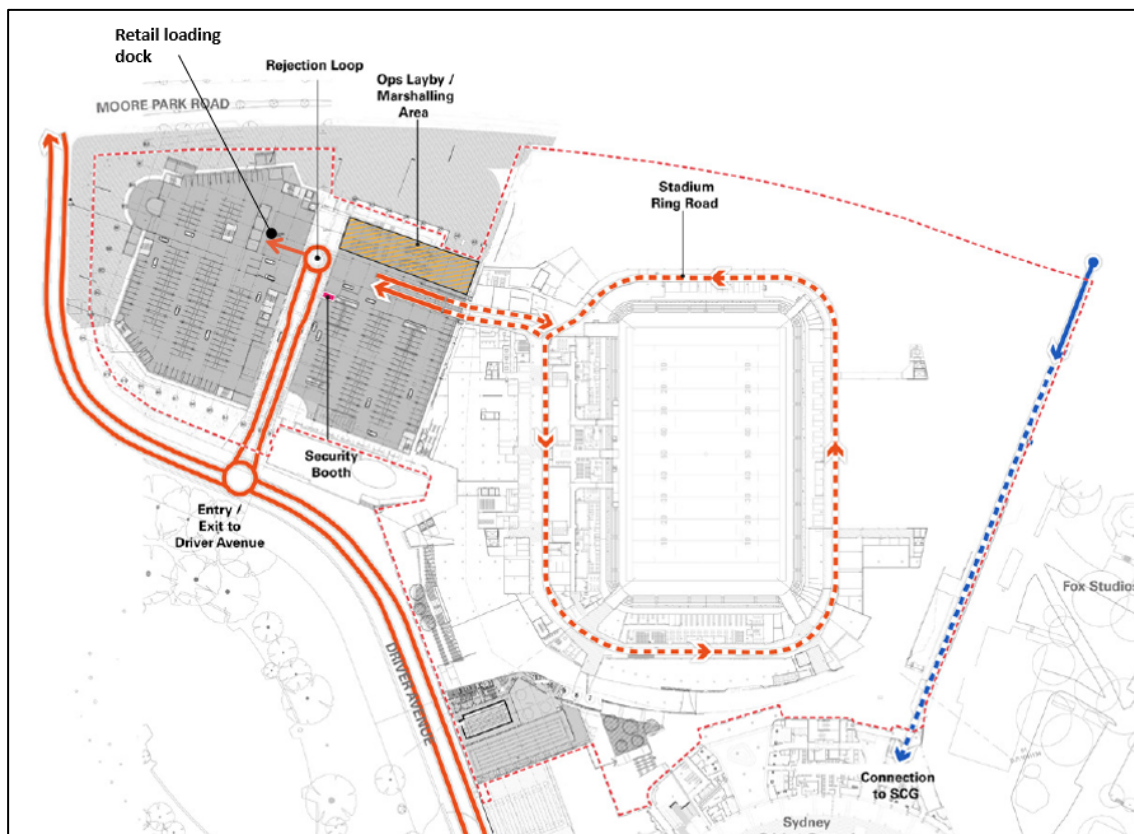 Retail loading
dock
Rejection Loop
Ops Layby /
Marshalling
Area
MOORE PARK ROAD
Stadium
Ring Road
Security
Booth
Entry /
Exit to
Driver Avenue
Fox Studios
DRIVER AVENUE
Connection
to SCG
Sydney